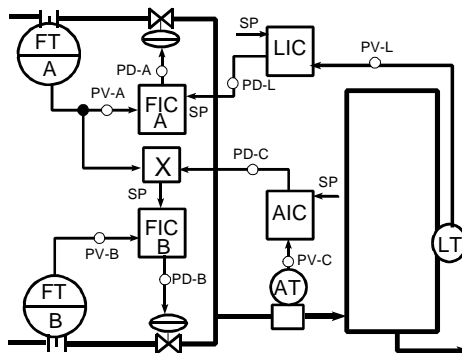 FT
A
SP
LIC
PV-L
PD-A
PD-L
PV-A
FIC
A
SP
X
PD-C
SP
SP
AIC
FIC
B
PV-B
PV-C
PD-B
FT
B
AT
LT